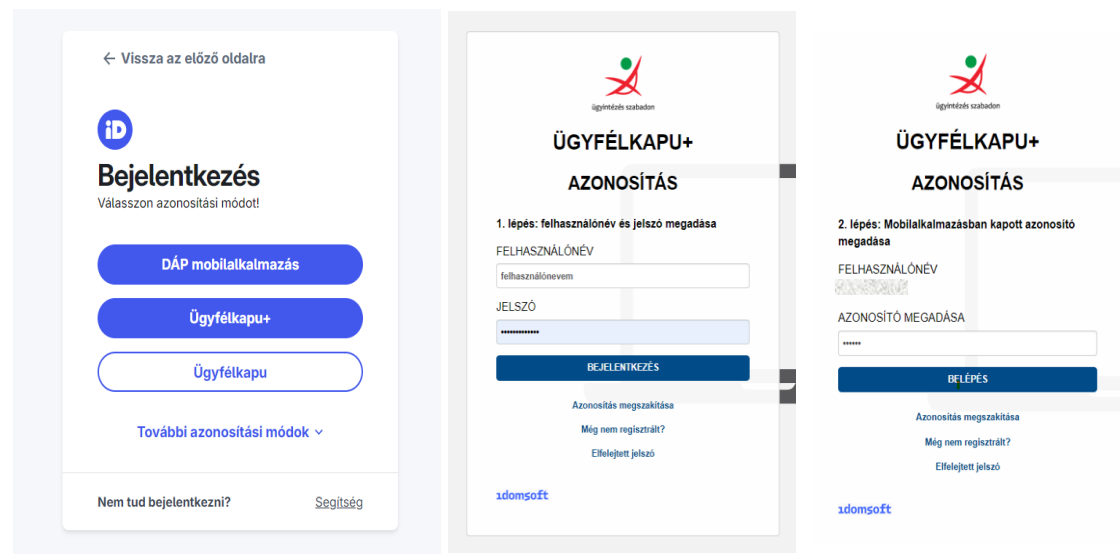 ← Vissza az előző oldalra
iD
Bejelentkezés
Válasszon azonosítási módot!
DÁP mobilalkalmazás
Ügyfélkapu+
Ügyfélkapu
További azonosítási módok
Nem tud bejelentkezni? Segítség
ügyintézés szabadon
ÜGYFÉLKAPU+
AZONOSÍTÁS
1. lépés: felhasználónév és jelszó megadása
FELHASZNÁLÓNÉV
felhasználónevem
JELSZÓ
•••••••••••••
BEJELENTKEZÉS
Azonosítás megszakítása
Még nem regisztrált?
Elfelejtett jelszó
ıdomsoft
ügyintézés szabadon
ÜGYFÉLKAPU+
AZONOSÍTÁS
2. lépés: Mobilalkalmazásban kapott azonosító
megadása
FELHASZNÁLÓNÉV
AZONOSÍTÓ MEGADÁSA
••••••
BELÉPÉS
Azonosítás megszakítása
Még nem regisztrált?
Elfelejtett jelszó
ıdomsoft